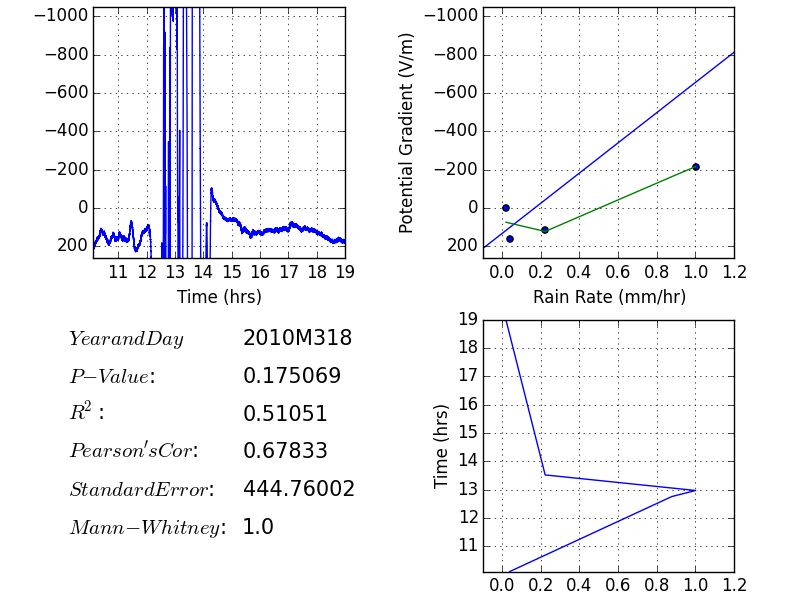 −1000
−800
−600
−400
−200
0
200
11 12 13 14 15 16 17 18 19
Time (hrs)
Potential Gradient (V/m)
−1000
−800
−600
−400
−200
0
200
0.0 0.2 0.4 0.6 0.8 1.0 1.2
Rain Rate (mm/hr)
YearandDay 2010M318
P−Value: 0.175069
R²: 0.51051
Pearson'sCor: 0.67833
StandardError: 444.76002
Mann−Whitney: 1.0
Time (hrs)
19
18
17
16
15
14
13
12
11
0.0 0.2 0.4 0.6 0.8 1.0 1.2